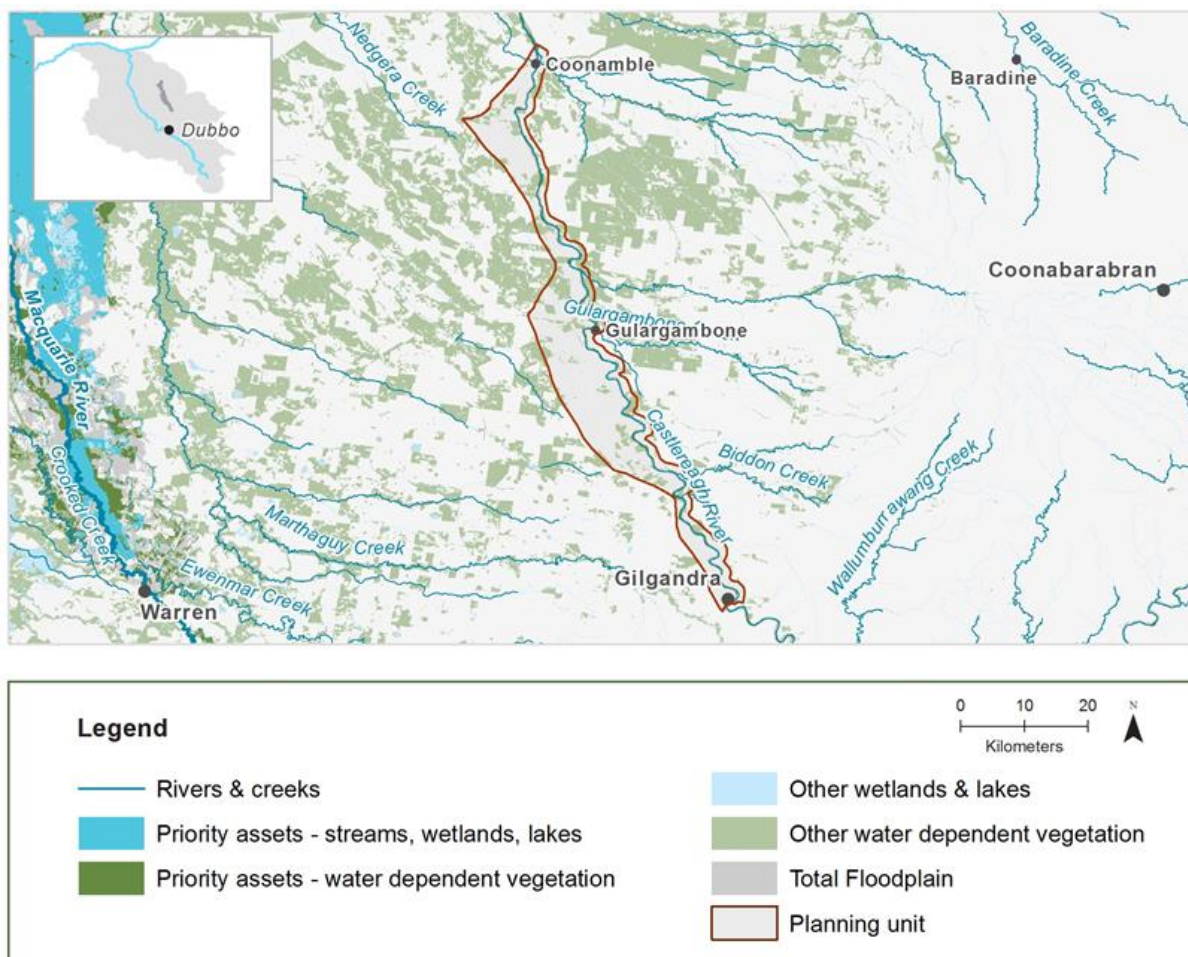 Nedgera Creek
Coonamble
Baradine
Baradine Creek
Dubbo
Coonabarabran
Macquarie River
Gulargambone
Gulargambone
Castlereagh River
Biddon Creek
Crooked Creek
Marthaguy Creek
Wallumburrawang Creek
Ewenmar Creek
Gilgandra
Warren
Legend
0 10 20
Kilometers
N
Rivers & creeks
Priority assets - streams, wetlands, lakes
Priority assets - water dependent vegetation
Other wetlands & lakes
Other water dependent vegetation
Total Floodplain
Planning unit